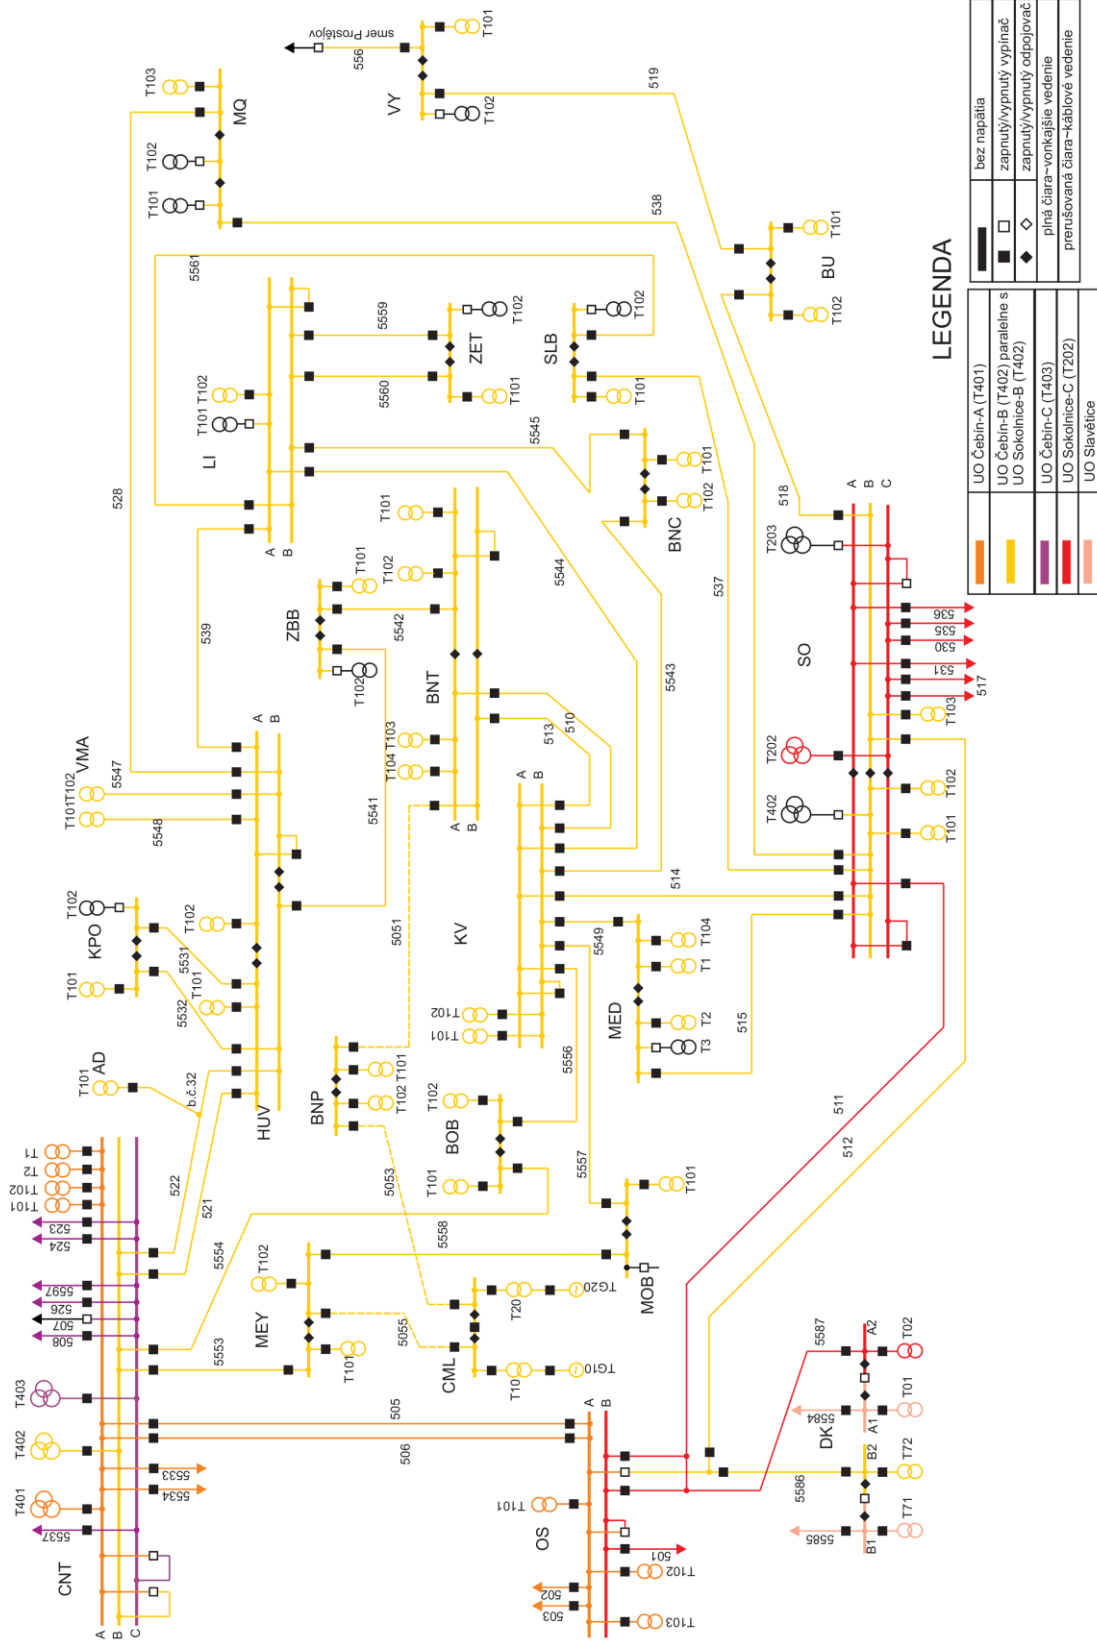 CNT
A
B
C
5537
T401
5534
5533
T402
T403
508
507
526
5597
524
523
T101
T102
T2
T1
505
506
5553
5554
521
522
b.č.32
AD
T101
KPO
T101
T102
5532
5531
VMA
T101
T102
5548
5547
HUV
T101
T102
A
B
539
528
5541
MQ
T101
T102
T103
smer Prostějov
556
VY
T101
T102
519
538
5561
LI
T101
T102
A
B
5560
5559
ZET
T101
T102
SLB
T101
T102
5545
5544
BNC
T102
T101
ZBB
T102
T101
5542
BNT
T104
T103
T102
T101
A
B
513
510
5543
5051
BNP
T102
T101
5053
5055
KV
T101
T102
A
B
514
537
BOB
T101
T102
5556
5557
5549
MED
T3
T2
T1
T104
515
MEY
T101
T102
5558
CML
T10
T20
TG10
TG20
MOB
T101
511
512
OS
A
B
T101
T102
T103
503
502
501
5587
5586
DK
5585
5584
B1
B2
A1
A2
T71
T72
T01
T02
SO
T402
T202
T203
A
B
C
T101
T102
T103
517
531
530
535
536
518
BU
T102
T101
LEGENDA
UO Čebín-A (T401)
UO Čebín-B (T402) paralelne s
UO Sokolnice-B (T402)
UO Čebín-C (T403)
UO Sokolnice-C (T202)
UO Slavětice
bez napätia
zapnutý/vypnutý vypínač
zapnutý/vypnutý odpojovač
plná čiara~vonkajšie vedenie
prerušovaná čiara~káblové vedenie